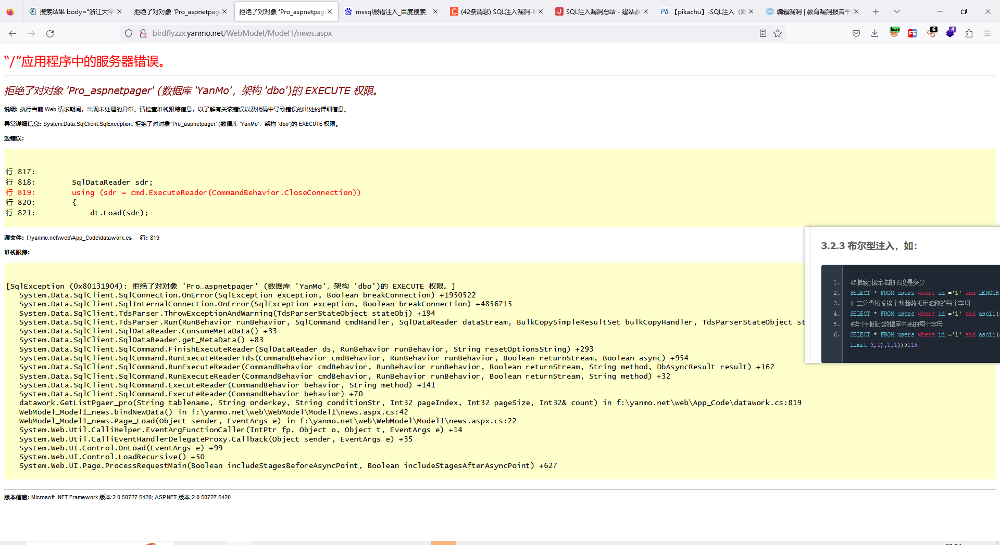 搜索结果 body="浙江大学
拒绝了对对象 'Pro_aspnetpag
拒绝了对对象 'Pro_aspnetpag
mssql报错注入_百度搜索
(42条消息) SQL注入漏洞-M
SQL注入漏洞总结 - 建站教
【pikachu】-SQL注入（数
编辑漏洞 | 教育漏洞报告平
birdflyzzx.yanmo.net/WebModel/Model1/news.aspx
bur
6
4
“/”应用程序中的服务器错误。
拒绝了对对象 'Pro_aspnetpager' (数据库 'YanMo'，架构 'dbo')的 EXECUTE 权限。
说明: 执行当前 Web 请求期间，出现未处理的异常。请检查堆栈跟踪信息，以了解有关该错误以及代码中导致错误的出处的详细信息。
异常详细信息: System.Data.SqlClient.SqlException: 拒绝了对对象 'Pro_aspnetpager' (数据库 'YanMo'，架构 'dbo')的 EXECUTE 权限。
源错误:
行 817:
行 818:        SqlDataReader sdr;
行 819:        using (sdr = cmd.ExecuteReader(CommandBehavior.CloseConnection))
行 820:        {
行 821:            dt.Load(sdr);
源文件: f:\yanmo.net\web\App_Code\datawork.cs    行: 819
堆栈跟踪:
[SqlException (0x80131904): 拒绝了对对象 'Pro_aspnetpager' (数据库 'YanMo'，架构 'dbo')的 EXECUTE 权限。]
System.Data.SqlClient.SqlConnection.OnError(SqlException exception, Boolean breakConnection) +1950522
System.Data.SqlClient.SqlInternalConnection.OnError(SqlException exception, Boolean breakConnection) +4856715
System.Data.SqlClient.TdsParser.ThrowExceptionAndWarning(TdsParserStateObject stateObj) +194
System.Data.SqlClient.TdsParser.Run(RunBehavior runBehavior, SqlCommand cmdHandler, SqlDataReader dataStream, BulkCopySimpleResultSet bulkCopyHandler, TdsParserStateObject st
System.Data.SqlClient.SqlDataReader.ConsumeMetaData() +33
System.Data.SqlClient.SqlDataReader.get_MetaData() +83
System.Data.SqlClient.SqlCommand.FinishExecuteReader(SqlDataReader ds, RunBehavior runBehavior, String resetOptionsString) +293
System.Data.SqlClient.SqlCommand.RunExecuteReaderTds(CommandBehavior cmdBehavior, RunBehavior runBehavior, Boolean returnStream, Boolean async) +954
System.Data.SqlClient.SqlCommand.RunExecuteReader(CommandBehavior cmdBehavior, RunBehavior runBehavior, Boolean returnStream, String method, DbAsyncResult result) +162
System.Data.SqlClient.SqlCommand.RunExecuteReader(CommandBehavior cmdBehavior, RunBehavior runBehavior, Boolean returnStream, String method) +32
System.Data.SqlClient.SqlCommand.ExecuteReader(CommandBehavior behavior, String method) +141
System.Data.SqlClient.SqlCommand.ExecuteReader(CommandBehavior behavior) +70
datawork.GetListPgaer_pro(String tablename, String orderkey, String conditionStr, Int32 pageIndex, Int32 pageSize, Int32& count) in f:\yanmo.net\web\App_Code\datawork.cs:819
WebModel_Model1_news.bindNewData() in f:\yanmo.net\web\WebModel\Model1\news.aspx.cs:42
WebModel_Model1_news.Page_Load(Object sender, EventArgs e) in f:\yanmo.net\web\WebModel\Model1\news.aspx.cs:22
System.Web.Util.CalliHelper.EventArgFunctionCaller(IntPtr fp, Object o, Object t, EventArgs e) +14
System.Web.Util.CalliEventHandlerDelegateProxy.Callback(Object sender, EventArgs e) +35
System.Web.UI.Control.OnLoad(EventArgs e) +99
System.Web.UI.Control.LoadRecursive() +50
System.Web.UI.Page.ProcessRequestMain(Boolean includeStagesBeforeAsyncPoint, Boolean includeStagesAfterAsyncPoint) +627
版本信息: Microsoft .NET Framework 版本:2.0.50727.5420; ASP.NET 版本:2.0.50727.5420
3.2.3 布尔型注入，如：
1. #判断数据库名的长度是多少
2. SELECT * FROM users where id ='1' and LENGTH
3. # 二分查找发挨个判断数据库名称的每个字母
4. SELECT * FROM users where id ='1' and ascii(
5. #挨个判断此数据库中表的每个字母
6. SELECT * FROM users where id ='1' and ascii(
limit 3,1),1,1))>116